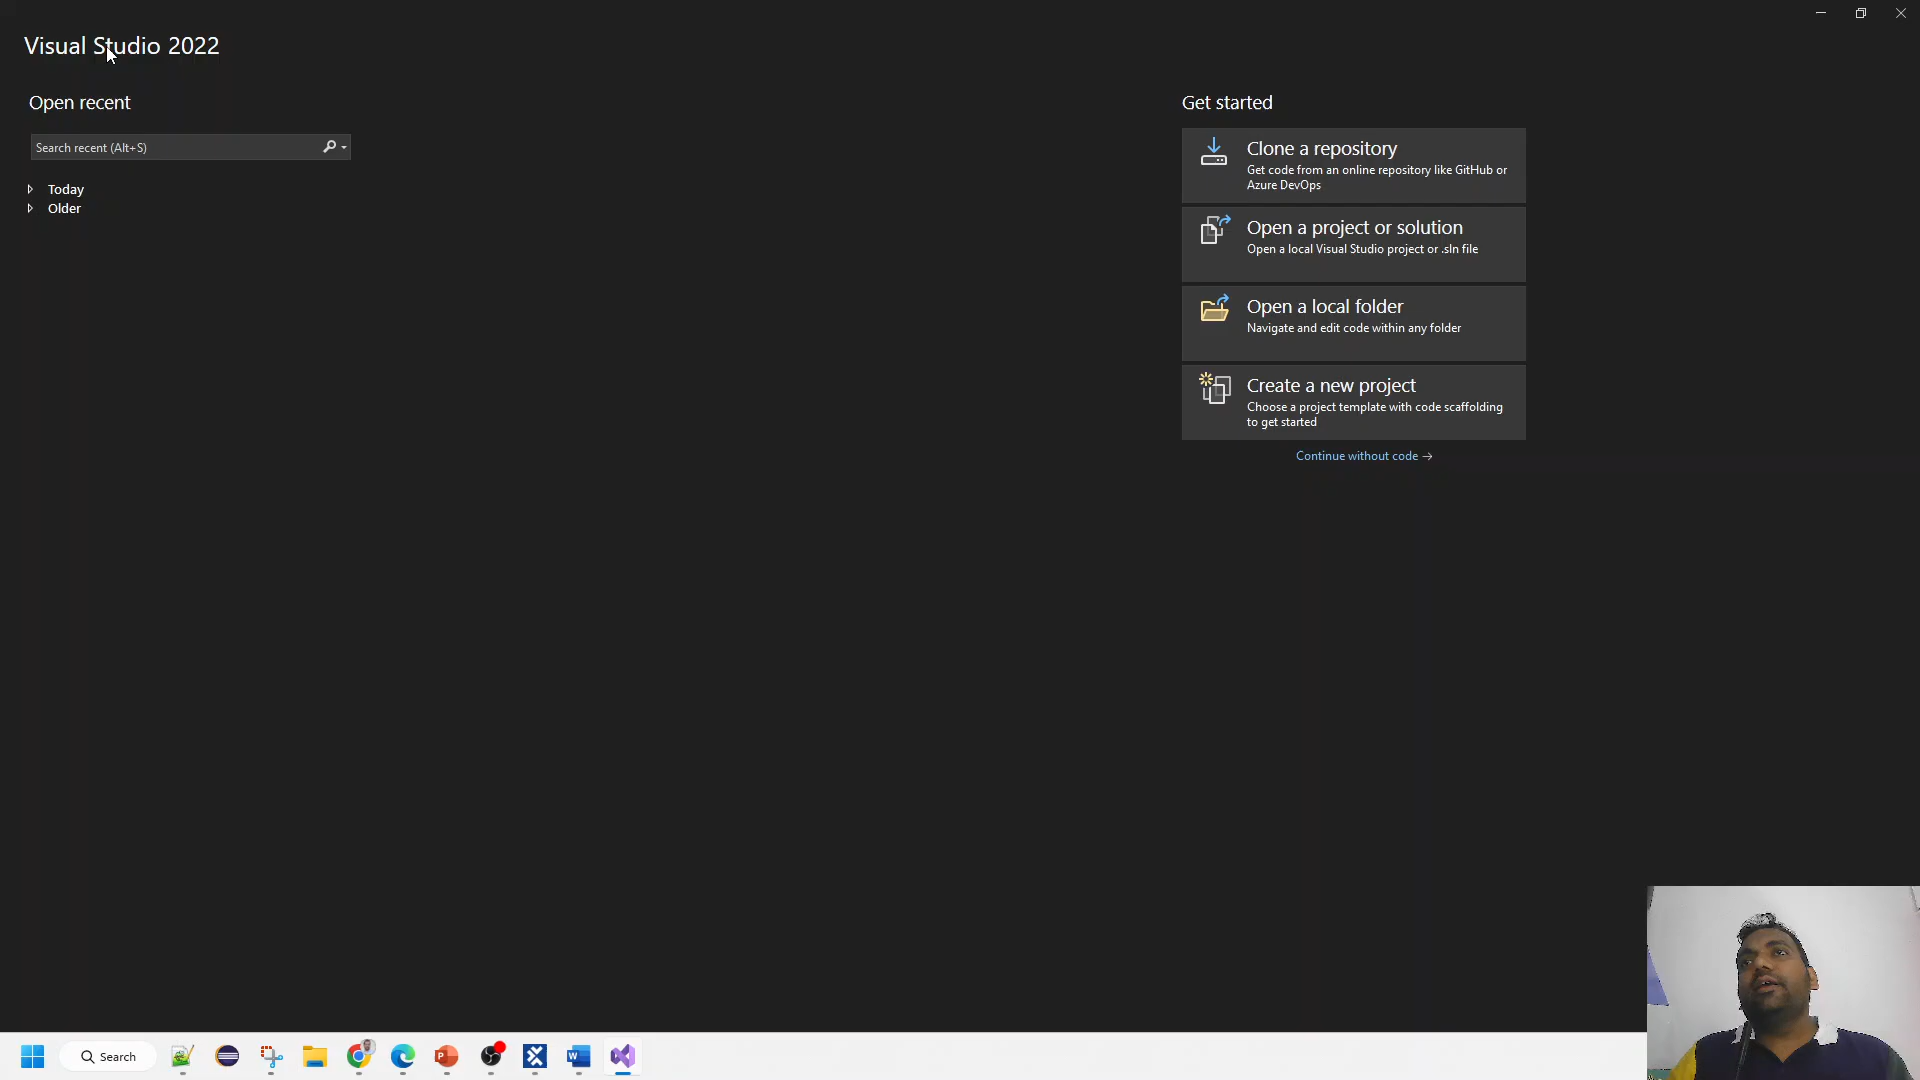 Visual Studio 2022
Open recent
Search recent (Alt+S)
Today
Older
Get started
Clone a repository
Get code from an online repository like GitHub or
Azure DevOps
Open a project or solution
Open a local Visual Studio project or .sln file
Open a local folder
Navigate and edit code within any folder
Create a new project
Choose a project template with code scaffolding
to get started
Continue without code →
Search